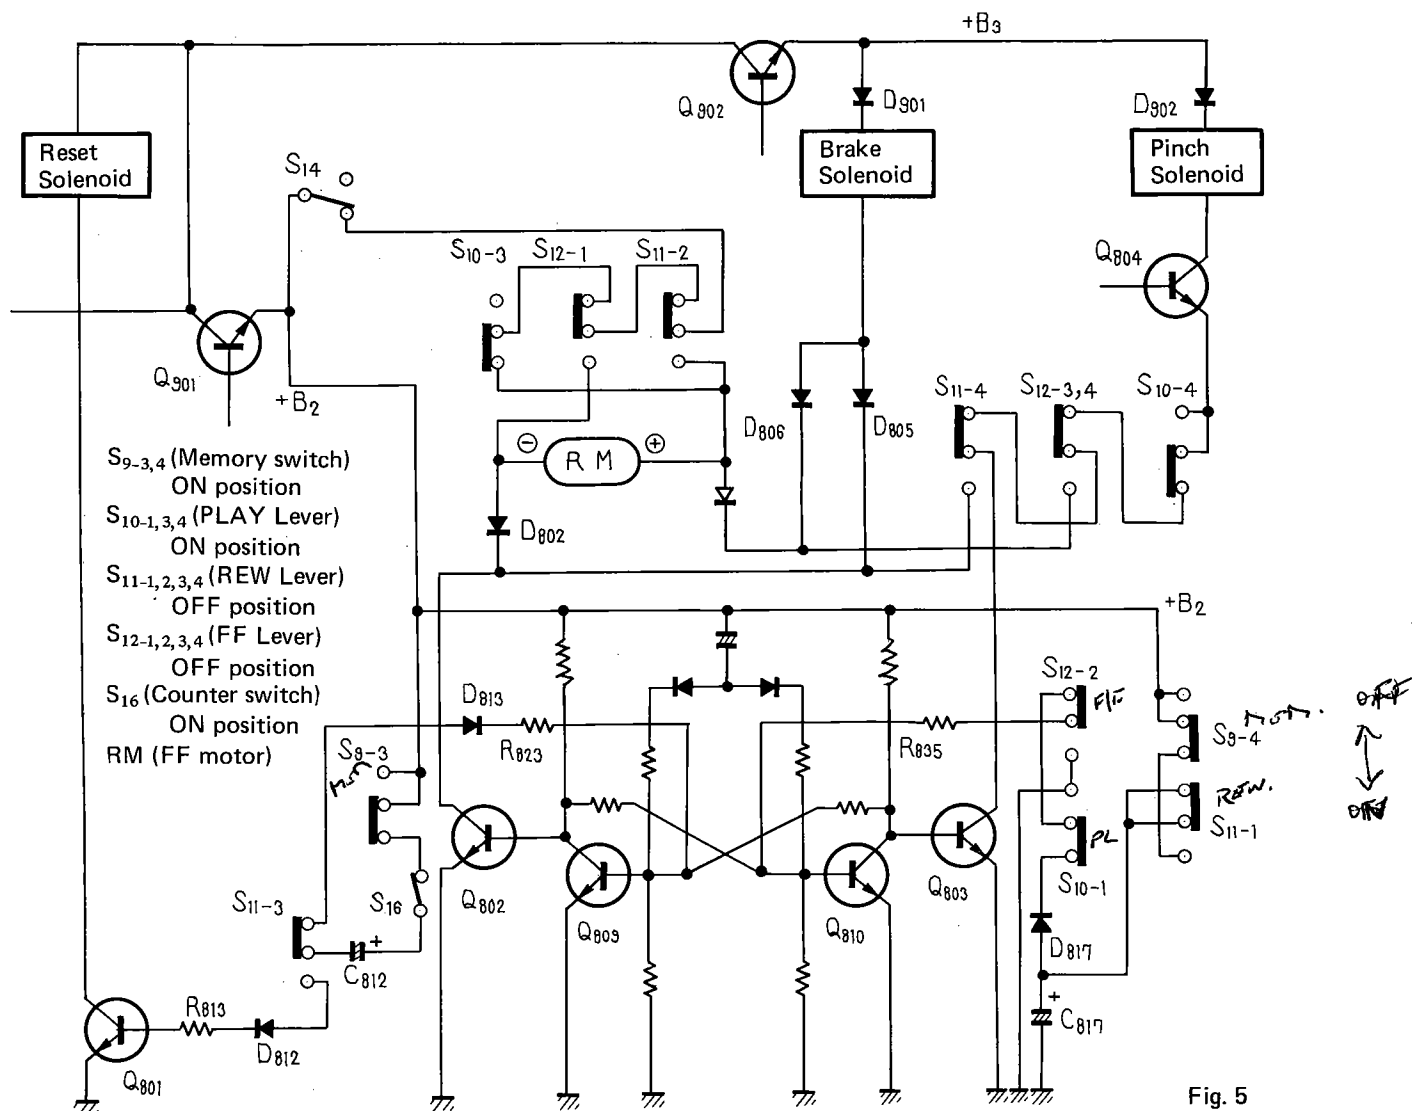 +B3
Q902
D901
D902
Reset
Solenoid
Brake
Solenoid
Pinch
Solenoid
S14
S10-3
S12-1
S11-2
Q804
Q901
+B2
D806
D805
S11-4
S12-3,4
S10-4
⊖ RM ⊕
D802
S9-3,4 (Memory switch)
ON position
S10-1,3,4 (PLAY Lever)
ON position
S11-1,2,3,4 (REW Lever)
OFF position
S12-1,2,3,4 (FF Lever)
OFF position
S16 (Counter switch)
ON position
RM (FF motor)
+B2
D813
R823
R835
S12-2
S9-4
OFF
S9-3
REW.
S11-1
PL
S10-1
S11-3
S16
+
C812
Q802
Q809
Q810
Q803
D817
+
C817
R813
D812
Q801
Fig. 5